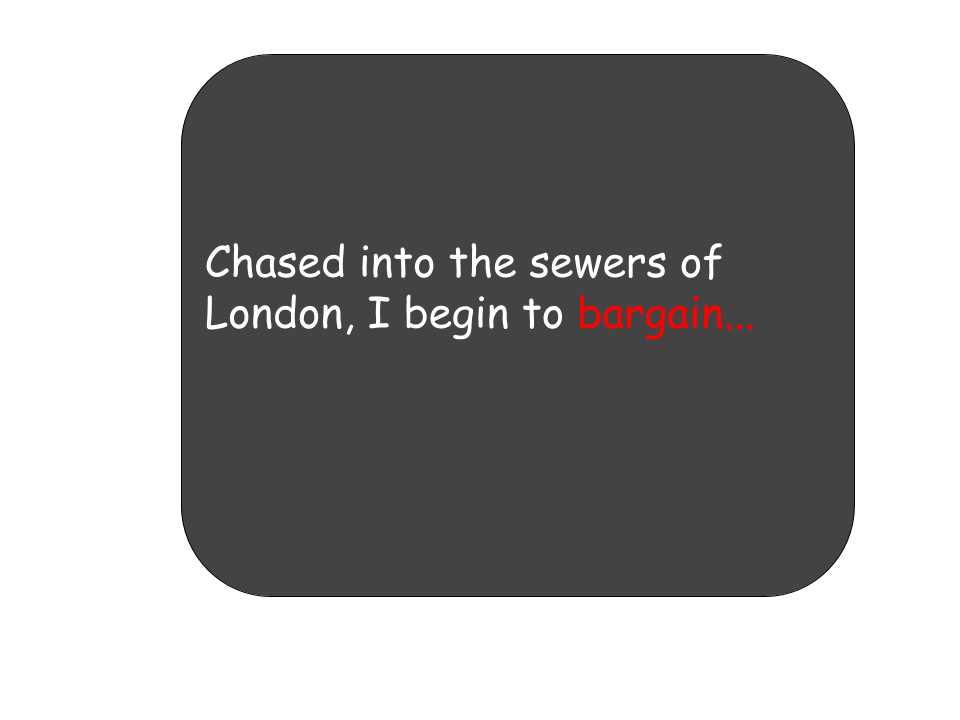 Chased into the sewers of
London, I begin to bargain...